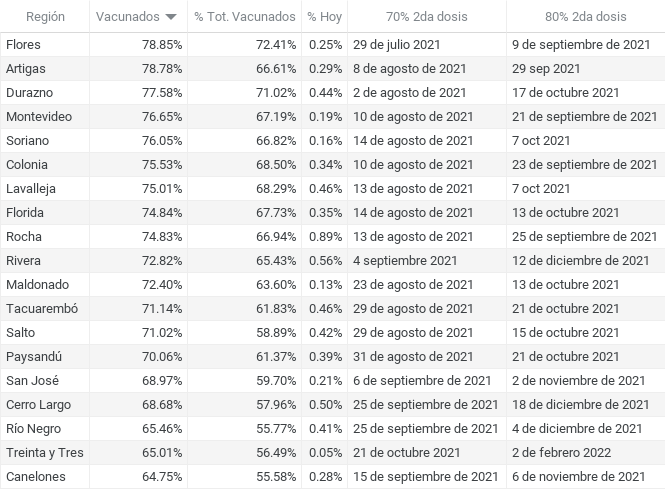 Región Vacunados % Tot. Vacunados % Hoy 70% 2da dosis 80% 2da dosis
Flores 78.85% 72.41% 0.25% 29 de julio 2021 9 de septiembre de 2021
Artigas 78.78% 66.61% 0.29% 8 de agosto de 2021 29 sep 2021
Durazno 77.58% 71.02% 0.44% 2 de agosto de 2021 17 de octubre 2021
Montevideo 76.65% 67.19% 0.19% 10 de agosto de 2021 21 de septiembre de 2021
Soriano 76.05% 66.82% 0.16% 14 de agosto de 2021 7 oct 2021
Colonia 75.53% 68.50% 0.34% 10 de agosto de 2021 23 de septiembre de 2021
Lavalleja 75.01% 68.29% 0.46% 13 de agosto de 2021 7 oct 2021
Florida 74.84% 67.73% 0.35% 14 de agosto de 2021 13 de octubre 2021
Rocha 74.83% 66.94% 0.89% 13 de agosto de 2021 25 de septiembre de 2021
Rivera 72.82% 65.43% 0.56% 4 septiembre 2021 12 de diciembre de 2021
Maldonado 72.40% 63.60% 0.13% 23 de agosto de 2021 13 de octubre 2021
Tacuarembó 71.14% 61.83% 0.46% 29 de agosto de 2021 21 de octubre 2021
Salto 71.02% 58.89% 0.42% 29 de agosto de 2021 15 de octubre 2021
Paysandú 70.06% 61.37% 0.39% 31 de agosto de 2021 21 de octubre 2021
San José 68.97% 59.70% 0.21% 6 de septiembre de 2021 2 de noviembre de 2021
Cerro Largo 68.68% 57.96% 0.50% 25 de septiembre de 2021 18 de diciembre de 2021
Río Negro 65.46% 55.77% 0.41% 25 de septiembre de 2021 4 de diciembre de 2021
Treinta y Tres 65.01% 56.49% 0.05% 21 de octubre 2021 2 de febrero 2022
Canelones 64.75% 55.58% 0.28% 15 de septiembre de 2021 6 de noviembre de 2021